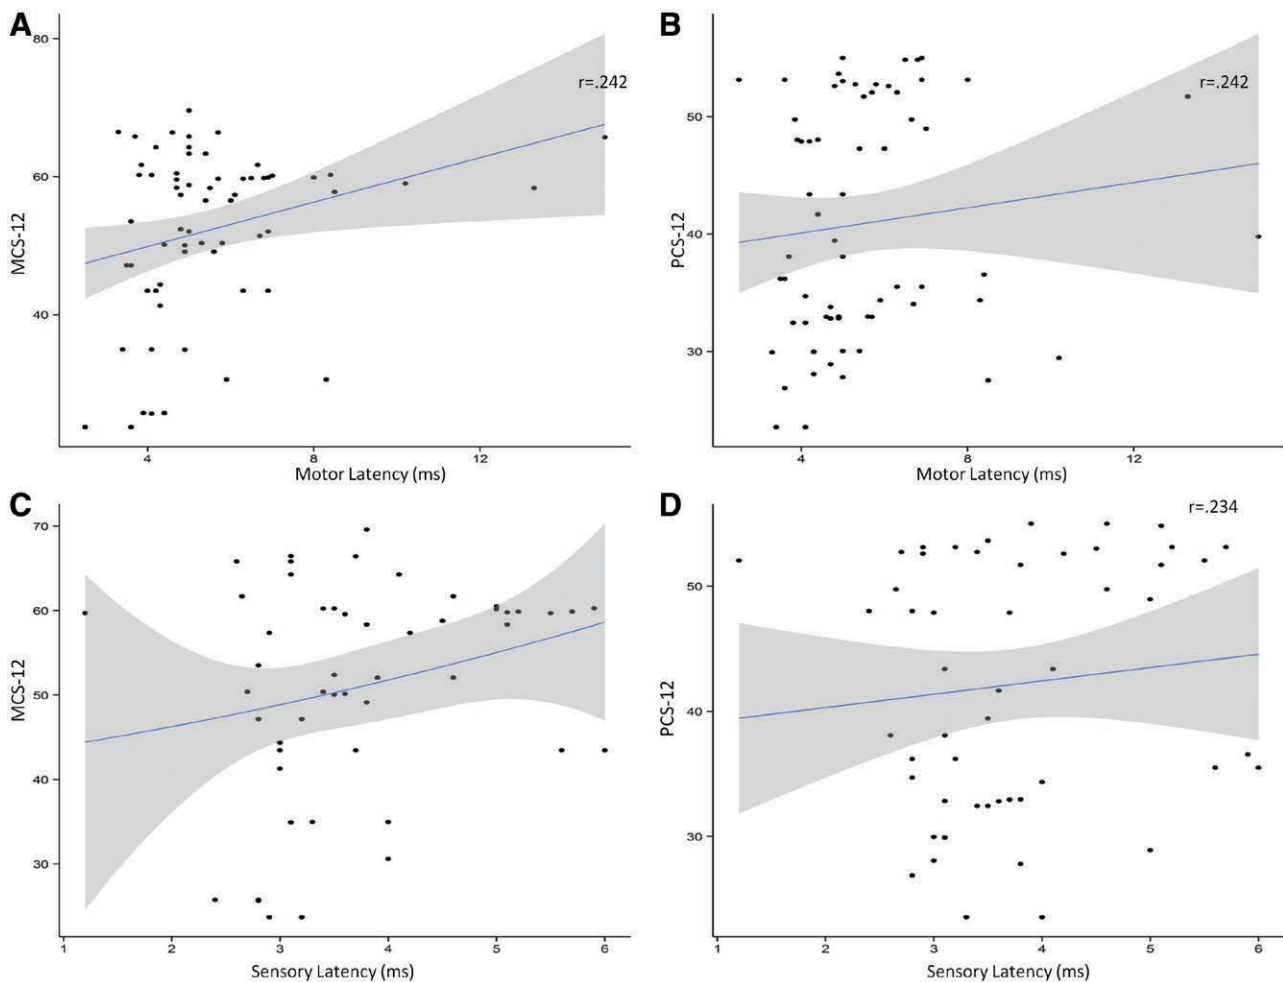 A
80
60
40
MCS-12
r=.242
4
8
12
Motor Latency (ms)
B
50
40
30
PCS-12
r=.242
4
8
12
Motor Latency (ms)
C
70
60
50
40
30
MCS-12
1
2
3
4
5
6
Sensory Latency (ms)
D
r=.234
50
40
30
PCS-12
1
2
3
4
5
6
Sensory Latency (ms)